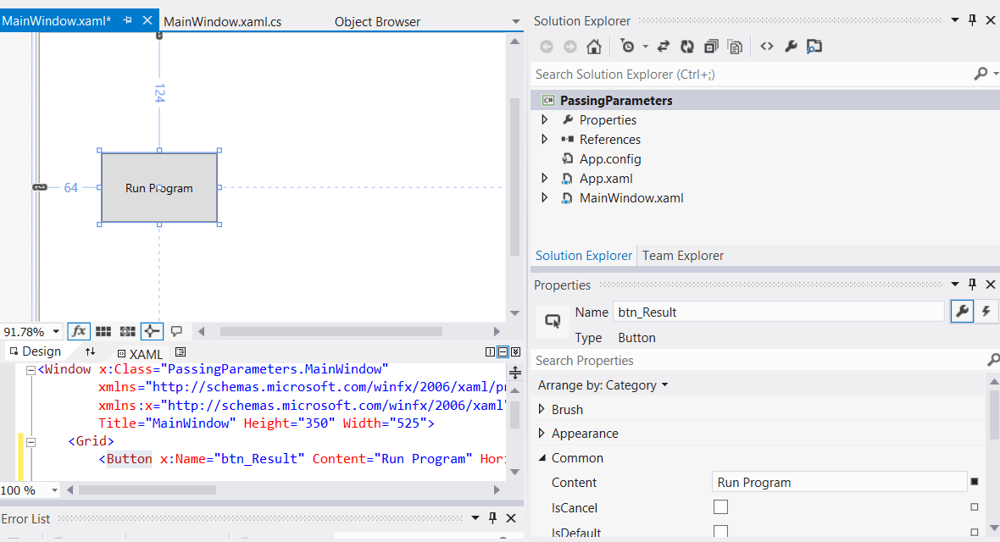 MainWindow.xaml*
MainWindow.xaml.cs
Object Browser
124
64
Run Program
91.78%
fx
Design
XAML
<Window x:Class="PassingParameters.MainWindow"
xmlns="http://schemas.microsoft.com/winfx/2006/xaml/pr
xmlns:x="http://schemas.microsoft.com/winfx/2006/xaml"
Title="MainWindow" Height="350" Width="525">
<Grid>
<Button x:Name="btn_Result" Content="Run Program" Hori
100 %
Error List
Solution Explorer
Search Solution Explorer (Ctrl+;)
C# PassingParameters
Properties
References
App.config
App.xaml
MainWindow.xaml
Solution Explorer
Team Explorer
Properties
Name btn_Result
Type Button
Search Properties
Arrange by: Category
Brush
Appearance
Common
Content Run Program
IsCancel
IsDefault